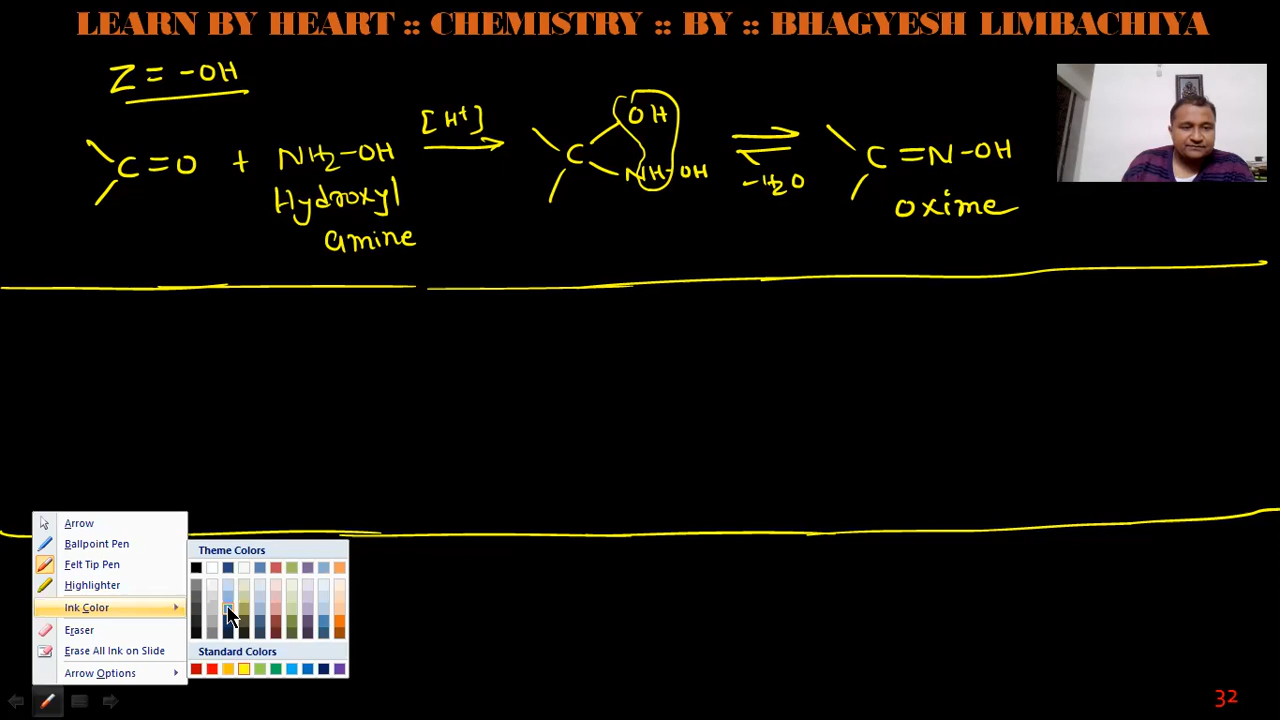 LEARN BY HEART :: CHEMISTRY :: BY :: BHAGYESH LIMBACHIYA
Z = -OH
C=O + NH2-OH [H+] C OH NH-OH -H2O C=N-OH
Hydroxyl amine
oxime
Arrow
Ballpoint Pen
Felt Tip Pen
Highlighter
Ink Color
Eraser
Erase All Ink on Slide
Arrow Options
Theme Colors
Standard Colors
32